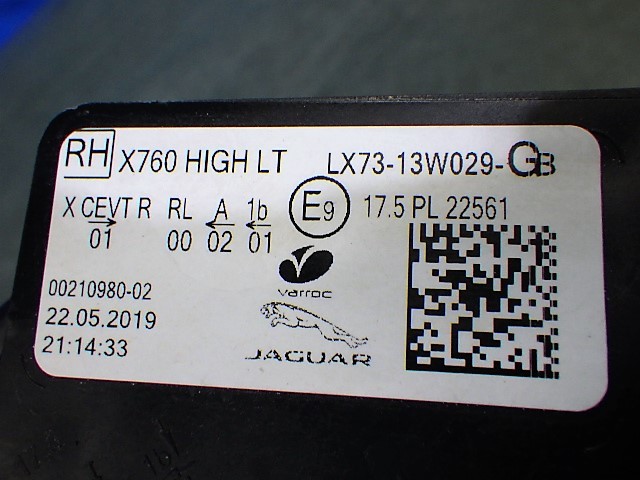 RH X760 HIGH LT LX73-13W029-GB
X CEVT R RL A 1b E9 17.5 PL 22561
01 00 02 01
varroc
00210980-02
22.05.2019
21:14:33
JAGUAR